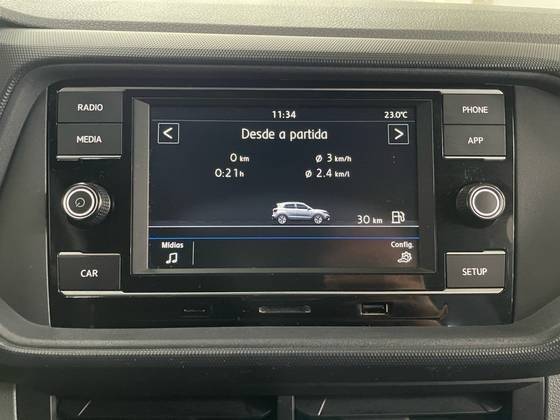 RADIO
MEDIA
CAR
11:34
23.0°C
<
Desde a partida
>
0 km
ø 3 km/h
0:21 h
ø 2.4 km/l
30 km
Mídias
Config.
PHONE
APP
SETUP